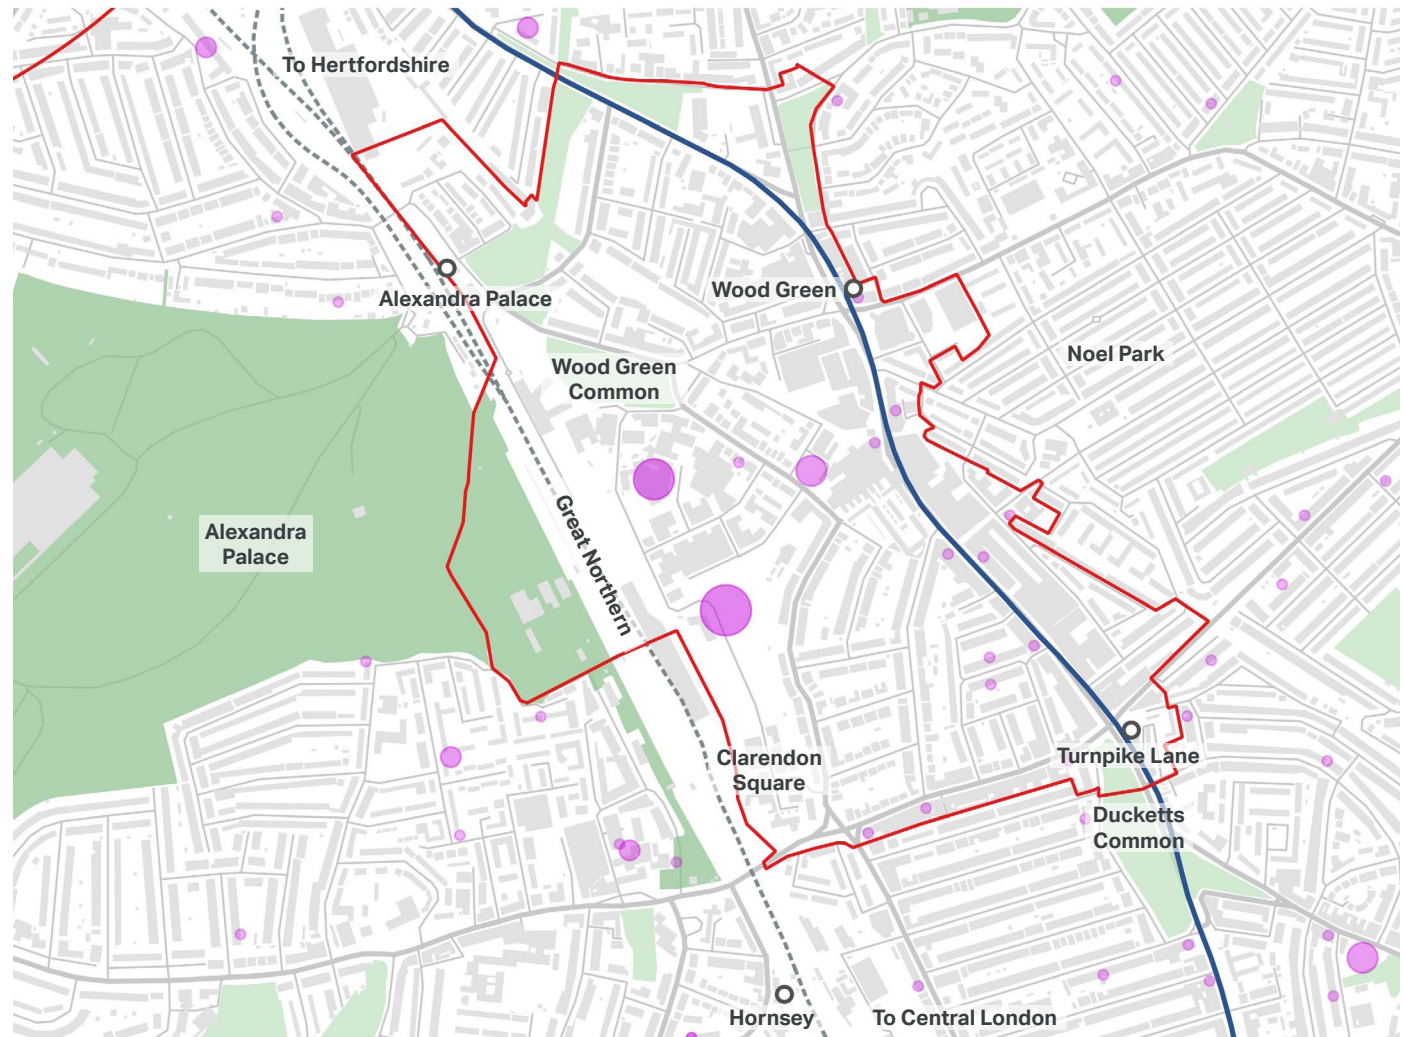 To Hertfordshire
Alexandra Palace
Wood Green
Noel Park
Wood Green
Common
Great Northern
Alexandra
Palace
Clarendon
Square
Turnpike Lane
Ducketts
Common
Hornsey
To Central London